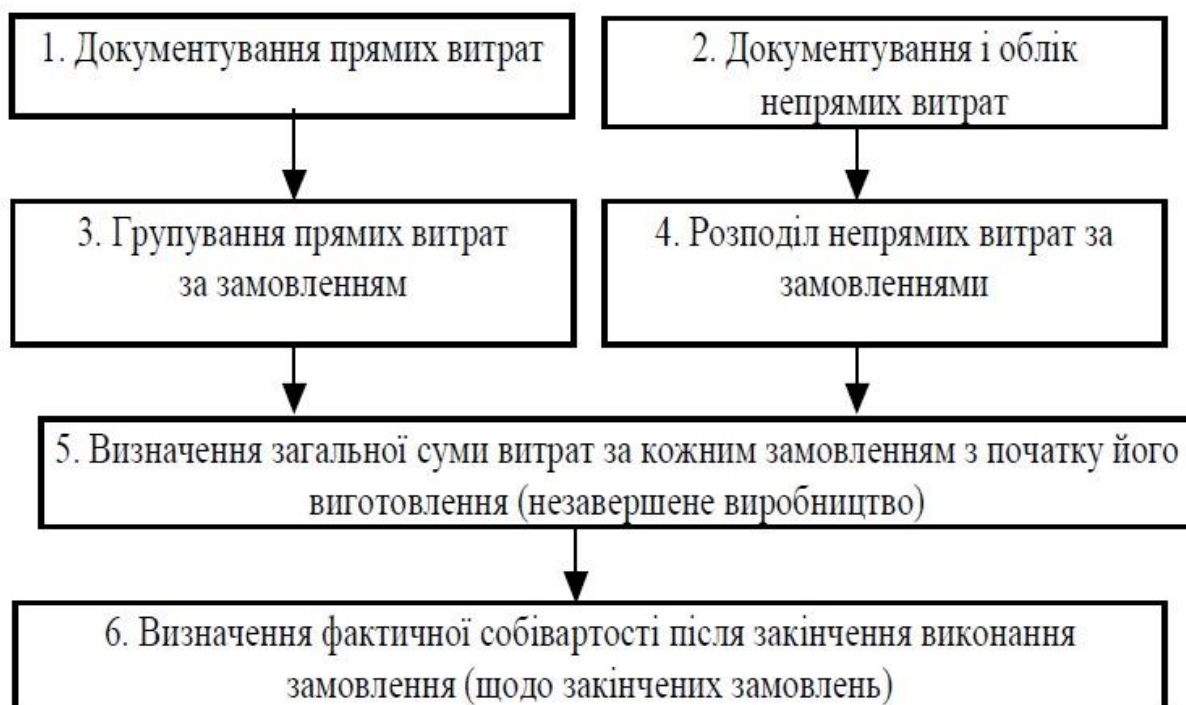 1. Документування прямих витрат
2. Документування і облік
непрямих витрат
3. Групування прямих витрат
за замовленням
4. Розподіл непрямих витрат за
замовленнями
5. Визначення загальної суми витрат за кожним замовленням з початку його
виготовлення (незавершене виробництво)
6. Визначення фактичної собівартості після закінчення виконання
замовлення (щодо закінчених замовлень)